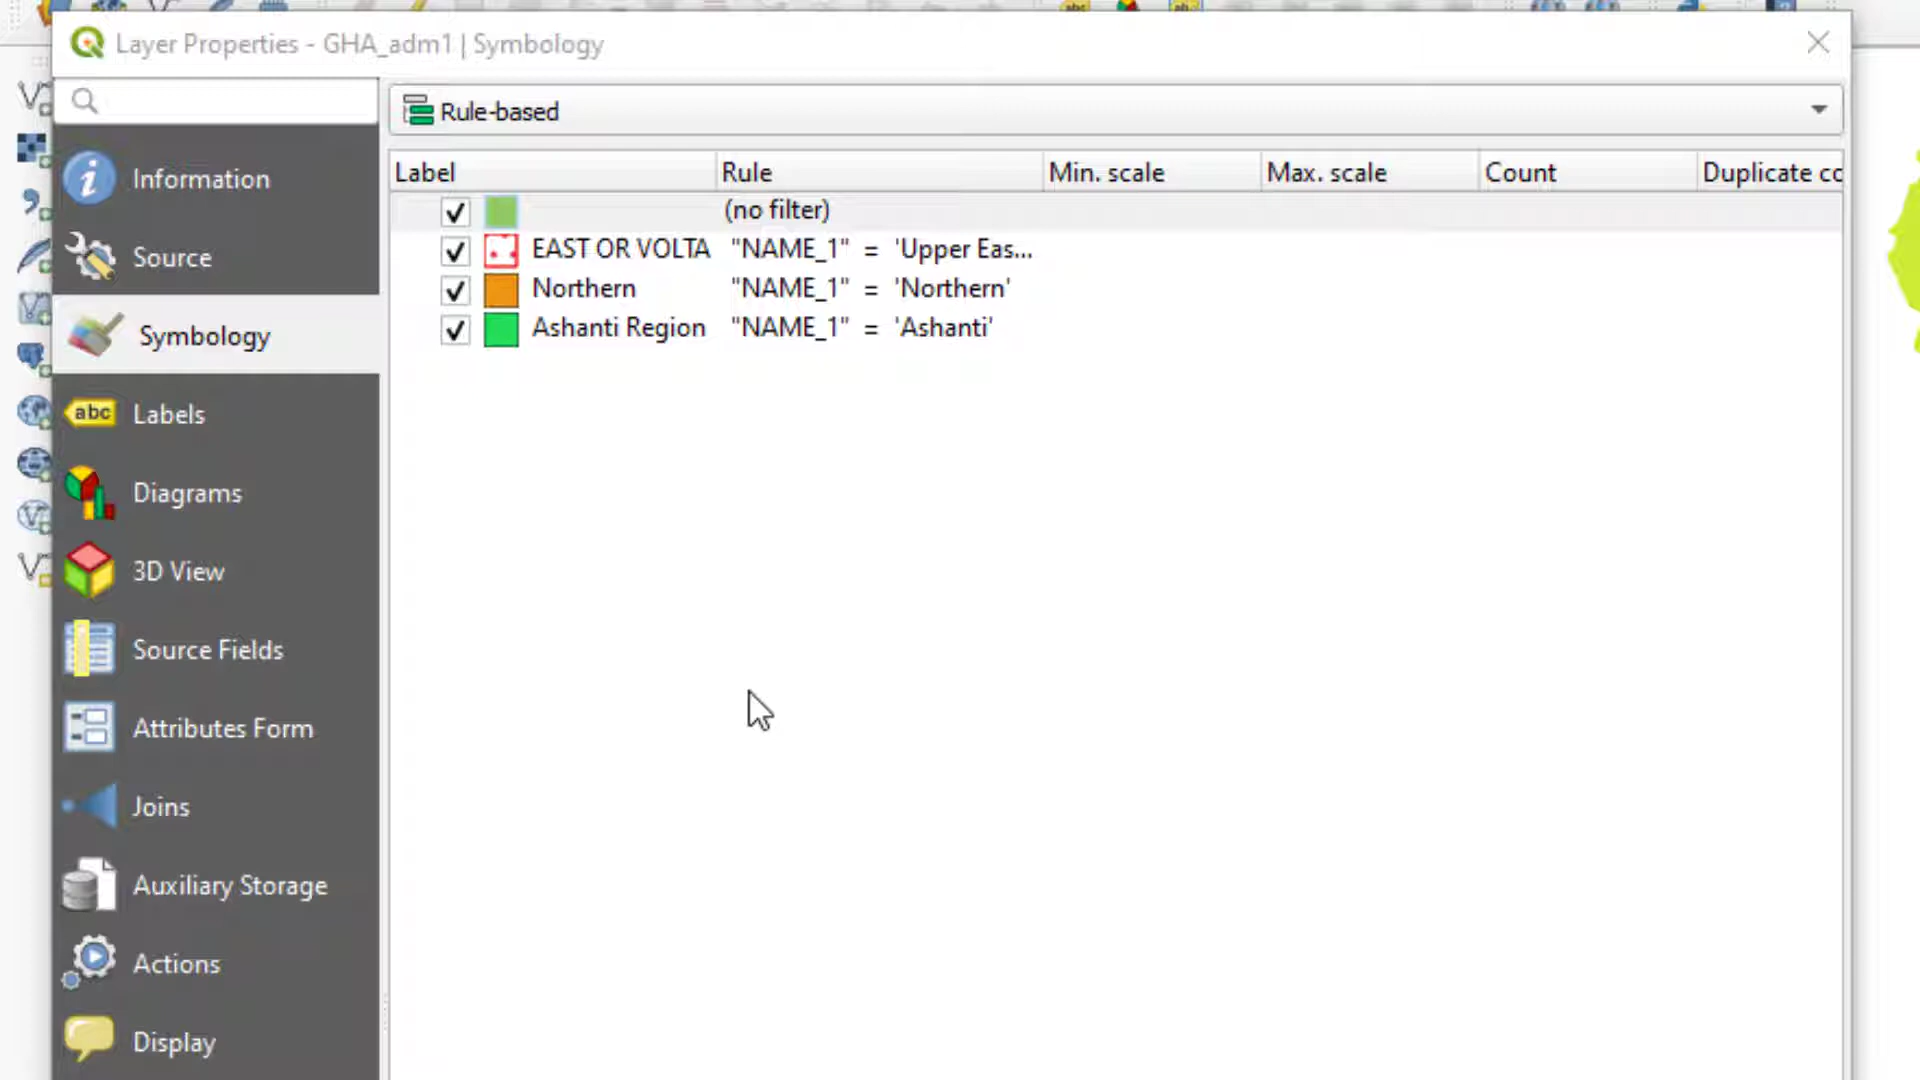 Layer Properties - GHA_adm1 | Symbology
Rule-based
Label Rule Min. scale Max. scale Count Duplicate co
(no filter)
EAST OR VOLTA "NAME_1" = 'Upper Eas...
Northern "NAME_1" = 'Northern'
Ashanti Region "NAME_1" = 'Ashanti'
Information
Source
Symbology
abc Labels
Diagrams
3D View
Source Fields
Attributes Form
Joins
Auxiliary Storage
Actions
Display